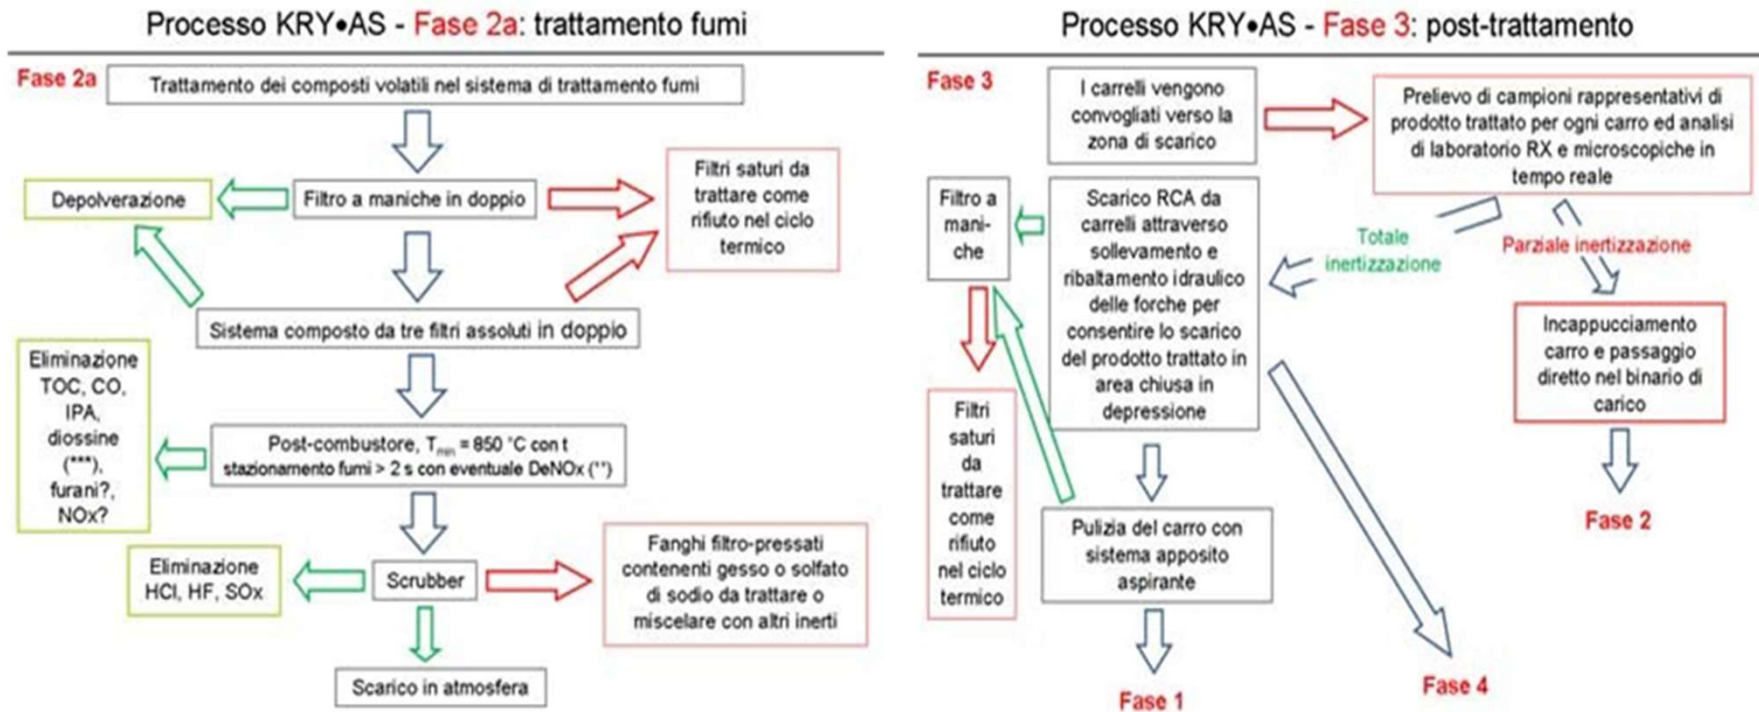 Processo KRY•AS - Fase 2a: trattamento fumi
Fase 2a
Trattamento dei composti volatili nel sistema di trattamento fumi
Depolverazione
Filtro a maniche in doppio
Filtri saturi da
trattare come
rifiuto nel ciclo
termico
Sistema composto da tre filtri assoluti in doppio
Eliminazione
TOC, CO,
IPA,
diossine
(***),
furani?,
NOx?
Post-combustore, Tmin = 850 °C con t
stazionamento fumi > 2 s con eventuale DeNOx (**)
Eliminazione
HCl, HF, SOx
Scrubber
Fanghi filtro-pressati
contenenti gesso o solfato
di sodio da trattare o
miscelare con altri inerti
Scarico in atmosfera
Processo KRY•AS - Fase 3: post-trattamento
Fase 3
I carrelli vengono
convogliati verso la
zona di scarico
Prelievo di campioni rappresentativi di
prodotto trattato per ogni carro ed analisi
di laboratorio RX e microscopiche in
tempo reale
Filtro a
mani-
che
Scarico RCA da
carrelli attraverso
sollevamento e
ribaltamento idraulico
delle forche per
consentire lo scarico
del prodotto trattato in
area chiusa in
depressione
Totale
inertizzazione
Parziale inertizzazione
Incappucciamento
carro e passaggio
diretto nel binario di
carico
Filtri
saturi
da
trattare
come
rifiuto
nel ciclo
termico
Pulizia del carro con
sistema apposito
aspirante
Fase 2
Fase 1
Fase 4